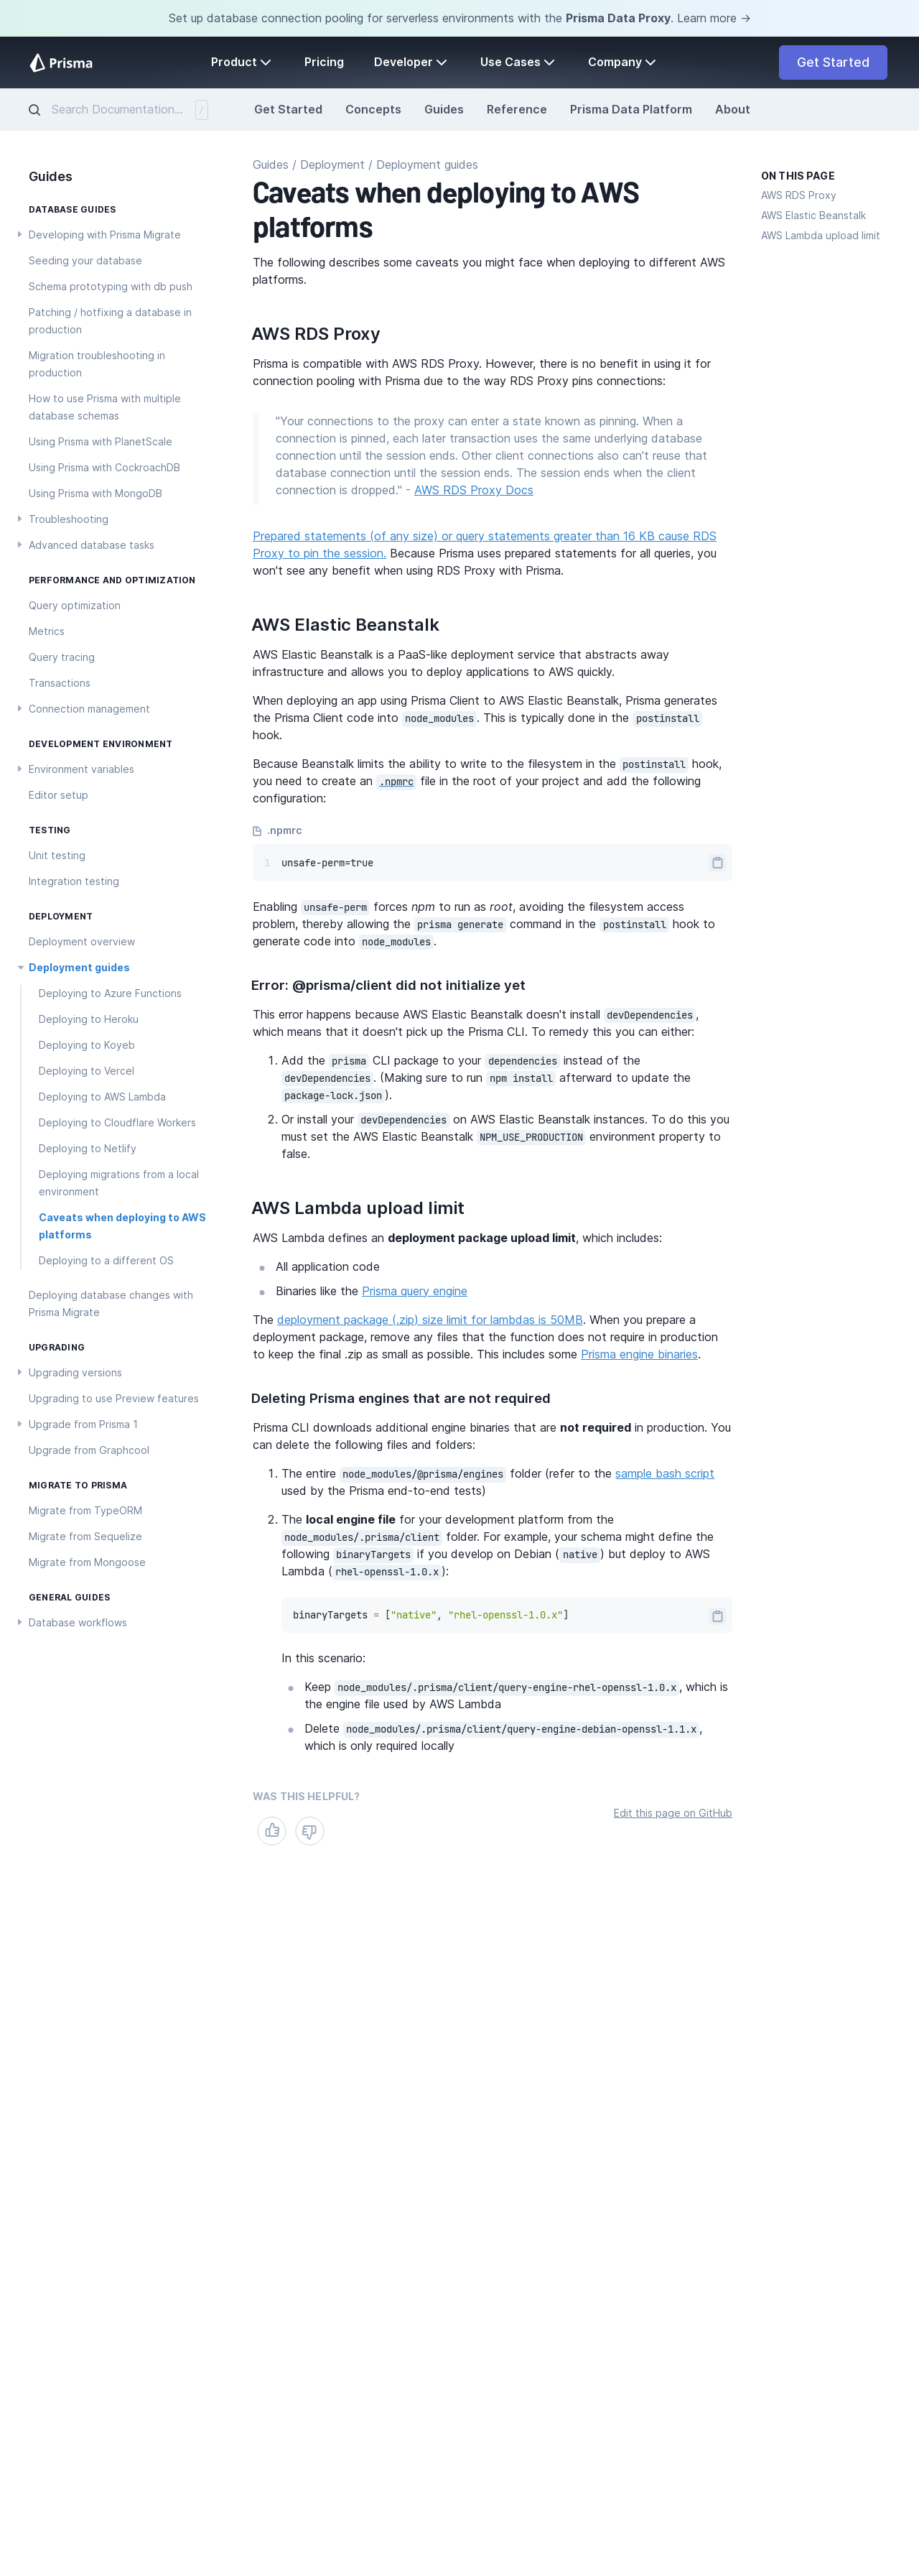 Set up database connection pooling for serverless environments with the Prisma Data Proxy. Learn more →
Prisma
Product
Pricing
Developer
Use Cases
Company
Get Started
Search Documentation... /
Get Started
Concepts
Guides
Reference
Prisma Data Platform
About
Guides
DATABASE GUIDES
Developing with Prisma Migrate
Seeding your database
Schema prototyping with db push
Patching / hotfixing a database in
production
Migration troubleshooting in
production
How to use Prisma with multiple
database schemas
Using Prisma with PlanetScale
Using Prisma with CockroachDB
Using Prisma with MongoDB
Troubleshooting
Advanced database tasks
PERFORMANCE AND OPTIMIZATION
Query optimization
Metrics
Query tracing
Transactions
Connection management
DEVELOPMENT ENVIRONMENT
Environment variables
Editor setup
TESTING
Unit testing
Integration testing
DEPLOYMENT
Deployment overview
Deployment guides
Deploying to Azure Functions
Deploying to Heroku
Deploying to Koyeb
Deploying to Vercel
Deploying to AWS Lambda
Deploying to Cloudflare Workers
Deploying to Netlify
Deploying migrations from a local
environment
Caveats when deploying to AWS
platforms
Deploying to a different OS
Deploying database changes with
Prisma Migrate
UPGRADING
Upgrading versions
Upgrading to use Preview features
Upgrade from Prisma 1
Upgrade from Graphcool
MIGRATE TO PRISMA
Migrate from TypeORM
Migrate from Sequelize
Migrate from Mongoose
GENERAL GUIDES
Database workflows
Guides / Deployment / Deployment guides
Caveats when deploying to AWS
platforms
The following describes some caveats you might face when deploying to different AWS
platforms.
AWS RDS Proxy
Prisma is compatible with AWS RDS Proxy. However, there is no benefit in using it for
connection pooling with Prisma due to the way RDS Proxy pins connections:
"Your connections to the proxy can enter a state known as pinning. When a
connection is pinned, each later transaction uses the same underlying database
connection until the session ends. Other client connections also can't reuse that
database connection until the session ends. The session ends when the client
connection is dropped." - AWS RDS Proxy Docs
Prepared statements (of any size) or query statements greater than 16 KB cause RDS
Proxy to pin the session. Because Prisma uses prepared statements for all queries, you
won't see any benefit when using RDS Proxy with Prisma.
AWS Elastic Beanstalk
AWS Elastic Beanstalk is a PaaS-like deployment service that abstracts away
infrastructure and allows you to deploy applications to AWS quickly.
When deploying an app using Prisma Client to AWS Elastic Beanstalk, Prisma generates
the Prisma Client code into node_modules. This is typically done in the postinstall
hook.
Because Beanstalk limits the ability to write to the filesystem in the postinstall hook,
you need to create an .npmrc file in the root of your project and add the following
configuration:
.npmrc
1 unsafe-perm=true
Enabling unsafe-perm forces npm to run as root, avoiding the filesystem access
problem, thereby allowing the prisma generate command in the postinstall hook to
generate code into node_modules.
Error: @prisma/client did not initialize yet
This error happens because AWS Elastic Beanstalk doesn't install devDependencies,
which means that it doesn't pick up the Prisma CLI. To remedy this you can either:
1. Add the prisma CLI package to your dependencies instead of the
devDependencies. (Making sure to run npm install afterward to update the
package-lock.json).
2. Or install your devDependencies on AWS Elastic Beanstalk instances. To do this you
must set the AWS Elastic Beanstalk NPM_USE_PRODUCTION environment property to
false.
AWS Lambda upload limit
AWS Lambda defines an deployment package upload limit, which includes:
All application code
Binaries like the Prisma query engine
The deployment package (.zip) size limit for lambdas is 50MB. When you prepare a
deployment package, remove any files that the function does not require in production
to keep the final .zip as small as possible. This includes some Prisma engine binaries.
Deleting Prisma engines that are not required
Prisma CLI downloads additional engine binaries that are not required in production. You
can delete the following files and folders:
1. The entire node_modules/@prisma/engines folder (refer to the sample bash script
used by the Prisma end-to-end tests)
2. The local engine file for your development platform from the
node_modules/.prisma/client folder. For example, your schema might define the
following binaryTargets if you develop on Debian (native) but deploy to AWS
Lambda (rhel-openssl-1.0.x):
binaryTargets = ["native", "rhel-openssl-1.0.x"]
In this scenario:
Keep node_modules/.prisma/client/query-engine-rhel-openssl-1.0.x, which is
the engine file used by AWS Lambda
Delete node_modules/.prisma/client/query-engine-debian-openssl-1.1.x,
which is only required locally
WAS THIS HELPFUL?
Edit this page on GitHub
ON THIS PAGE
AWS RDS Proxy
AWS Elastic Beanstalk
AWS Lambda upload limit